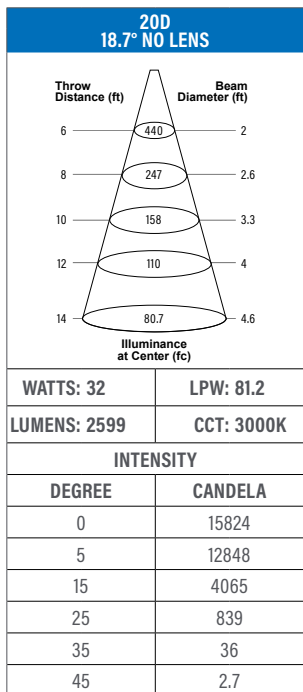 20D
18.7° NO LENS
Throw
Distance (ft)
Beam
Diameter (ft)
6 440 2
8 247 2.6
10 158 3.3
12 110 4
14 80.7 4.6
Illuminance
at Center (fc)
WATTS: 32 LPW: 81.2
LUMENS: 2599 CCT: 3000K
INTENSITY
DEGREE CANDELA
0 15824
5 12848
15 4065
25 839
35 36
45 2.7